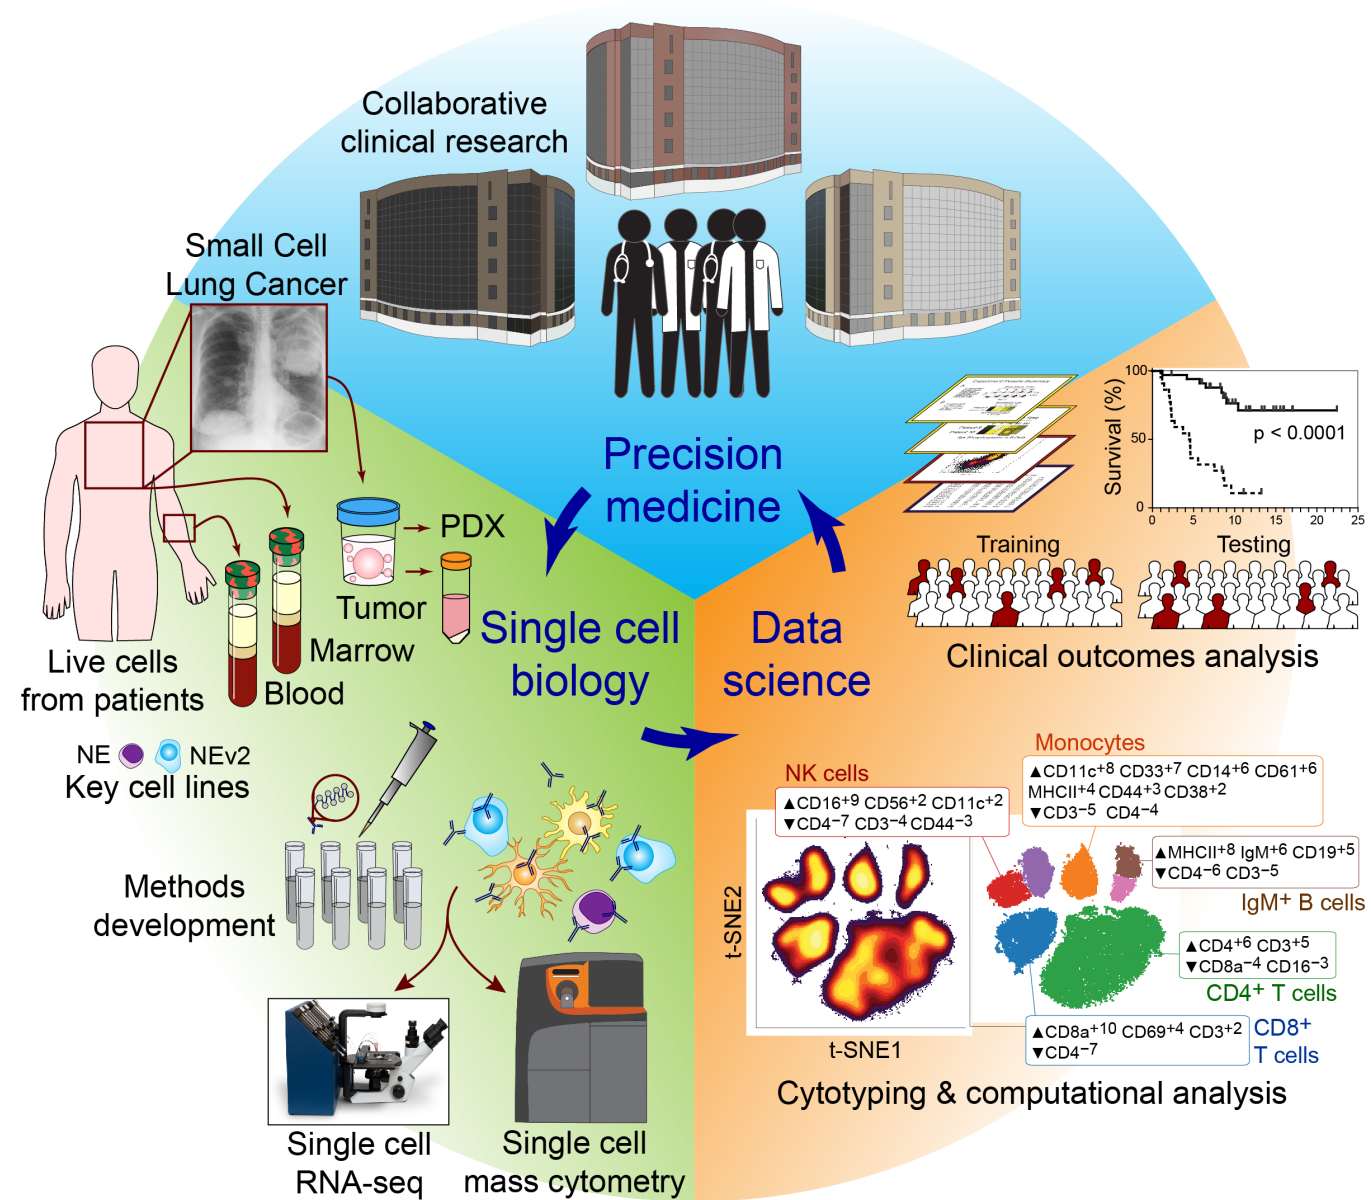 Collaborative
clinical research
Small Cell
Lung Cancer
Precision
medicine
Survival (%)
100
50
0
p < 0.0001
0 5 10 15 20 25
Training
Testing
Clinical outcomes analysis
PDX
Tumor
Marrow
Blood
Live cells
from patients
Single cell
biology
Data
science
NE
NEv2
Key cell lines
Methods
development
Single cell
RNA-seq
Single cell
mass cytometry
NK cells
▲CD16+9 CD56+2 CD11c+2
▼CD4−7 CD3−4 CD44−3
Monocytes
▲CD11c+8 CD33+7 CD14+6 CD61+6
MHCII+4 CD44+3 CD38+2
▼CD3−5 CD4−4
▲MHCII+8 IgM+6 CD19+5
▼CD4−6 CD3−5
IgM+ B cells
▲CD4+6 CD3+5
▼CD8a−4 CD16−3
CD4+ T cells
▲CD8a+10 CD69+4 CD3+2
▼CD4−7
CD8+
T cells
t-SNE2
t-SNE1
Cytotyping & computational analysis